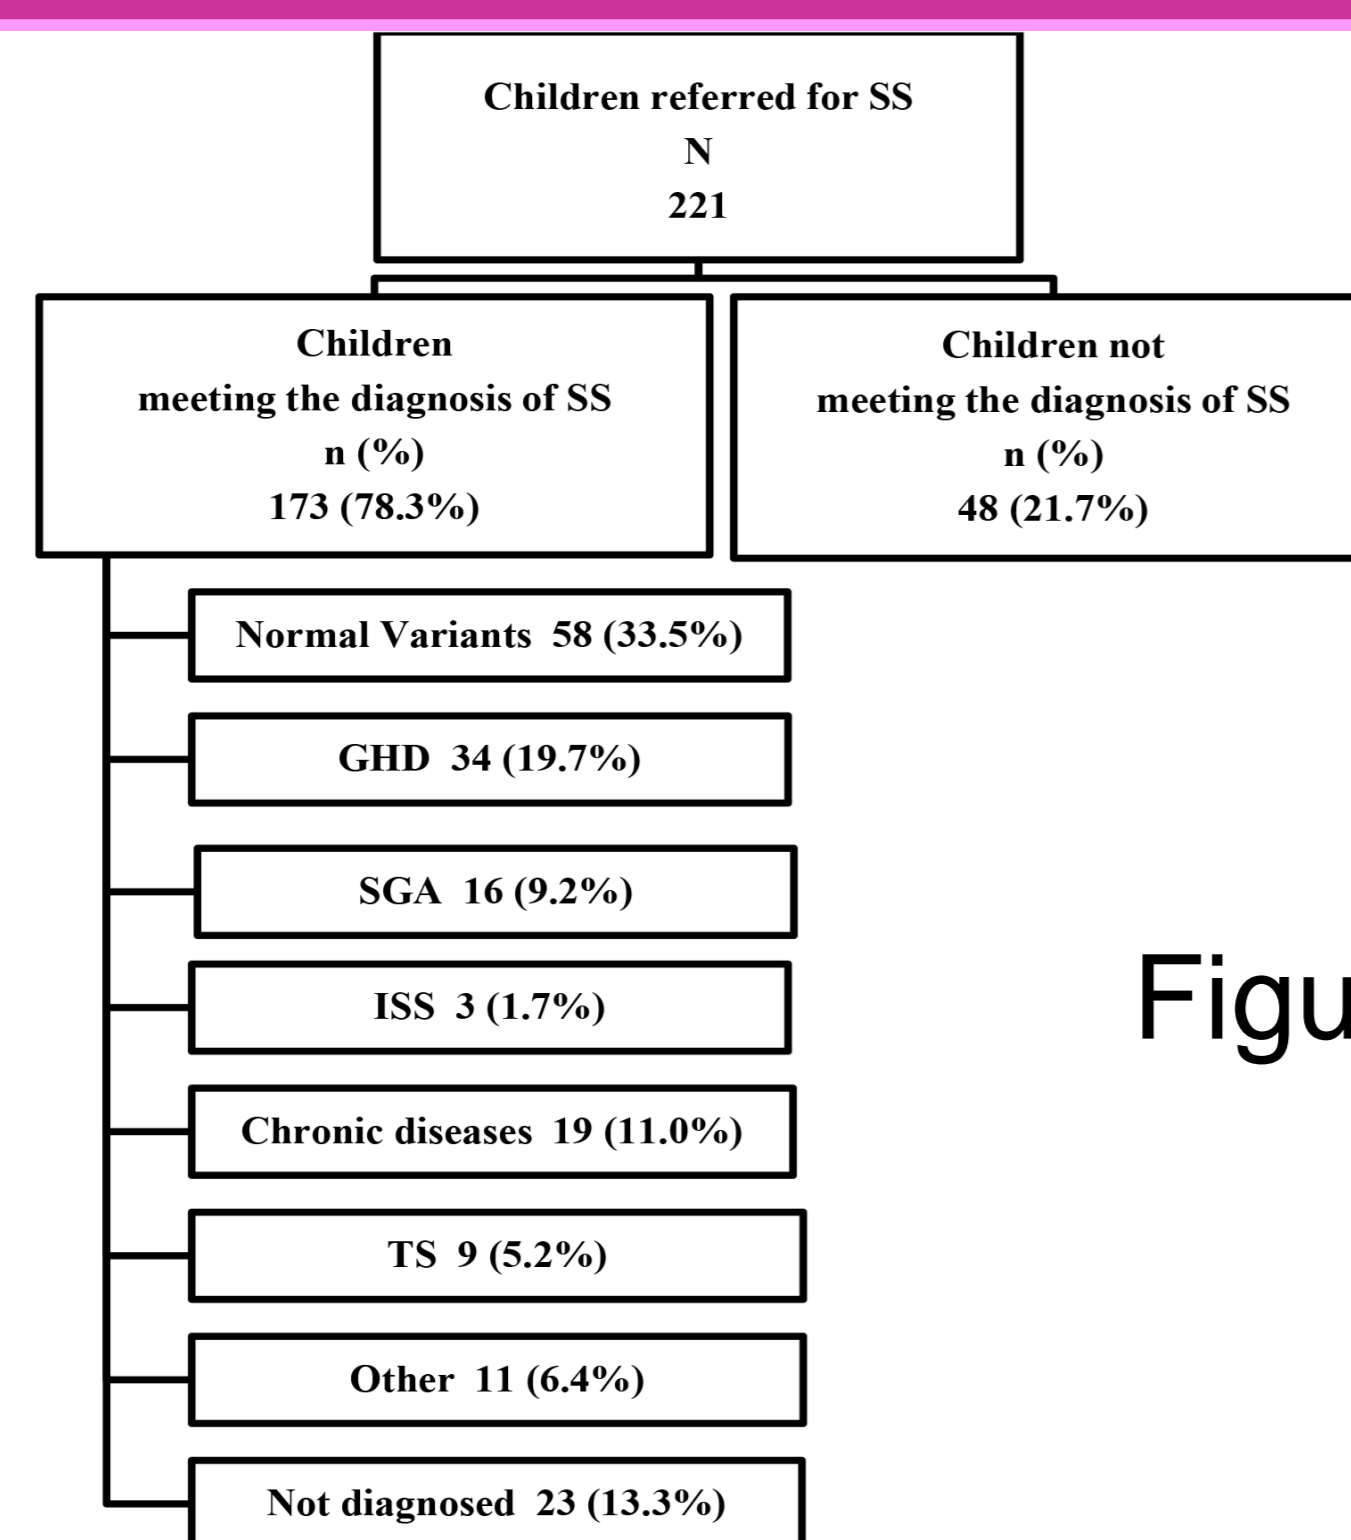 Children referred for SS
N
221
Children
meeting the diagnosis of SS
n (%)
173 (78.3%)
Children not
meeting the diagnosis of SS
n (%)
48 (21.7%)
Normal Variants 58 (33.5%)
GHD 34 (19.7%)
SGA 16 (9.2%)
ISS 3 (1.7%)
Chronic diseases 19 (11.0%)
TS 9 (5.2%)
Other 11 (6.4%)
Not diagnosed 23 (13.3%)